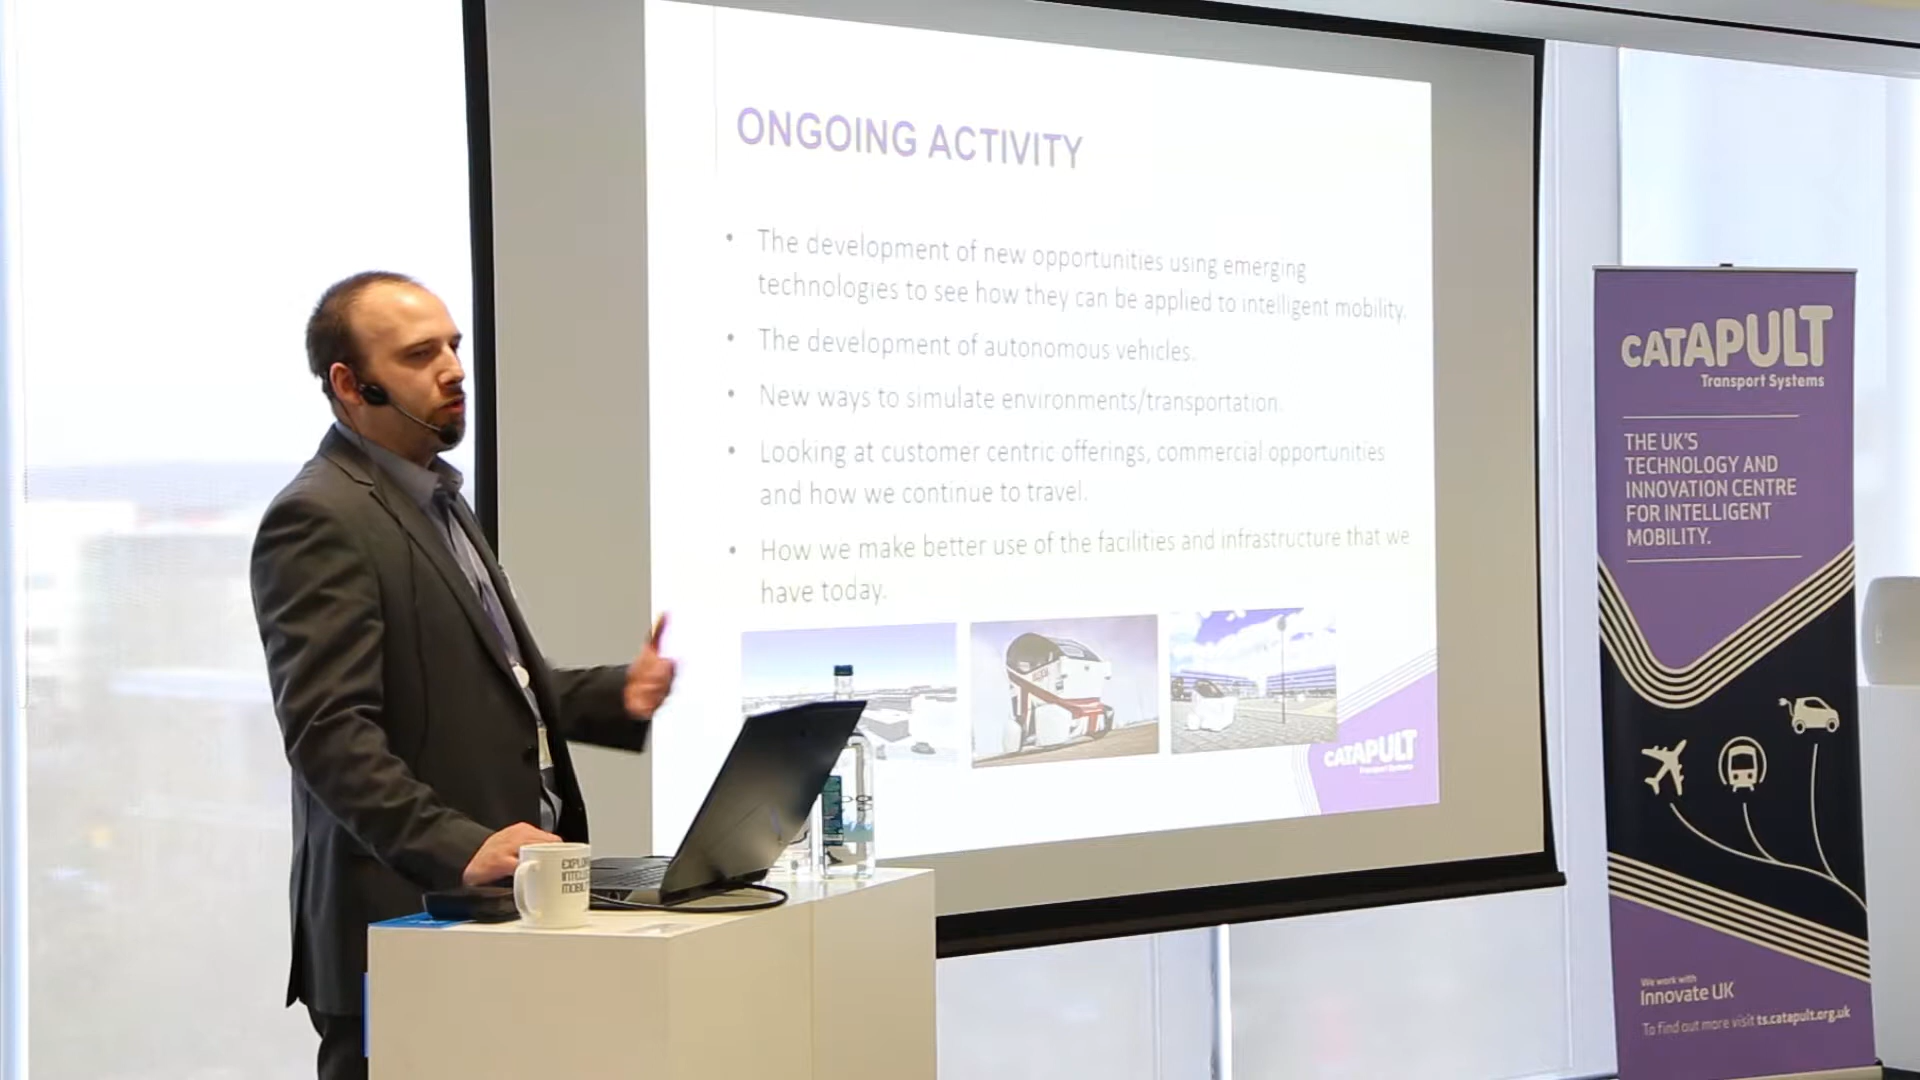 ONGOING ACTIVITY
• The development of new opportunities using emerging
technologies to see how they can be applied to intelligent mobility.
• The development of autonomous vehicles.
• New ways to simulate environments/transportation.
• Looking at customer centric offerings, commercial opportunities
and how we continue to travel.
• How we make better use of the facilities and infrastructure that we
have today.
CATAPULT
Transport Systems
CATAPULT
Transport Systems
THE UK'S
TECHNOLOGY AND
INNOVATION CENTRE
FOR INTELLIGENT
MOBILITY.
We work with
Innovate UK
To find out more visit ts.catapult.org.uk